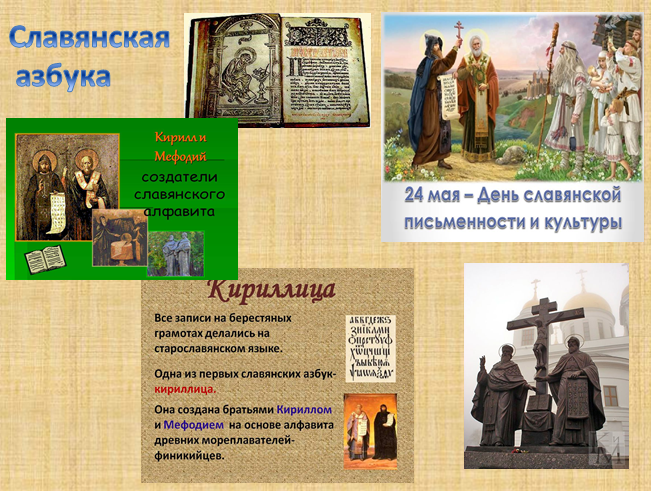 Славянская
азбука
Кирилл и
Мефодий
создатели
славянского
алфавита
24 мая – День славянской
письменности и культуры
Кириллица
Все записи на берестяных
грамотах делались на
старославянском языке.
Одна из первых славянских азбук-
кириллица.
Она создана братьями Кириллом
и Мефодием на основе алфавита
древних мореплавателей-
финикийцев.